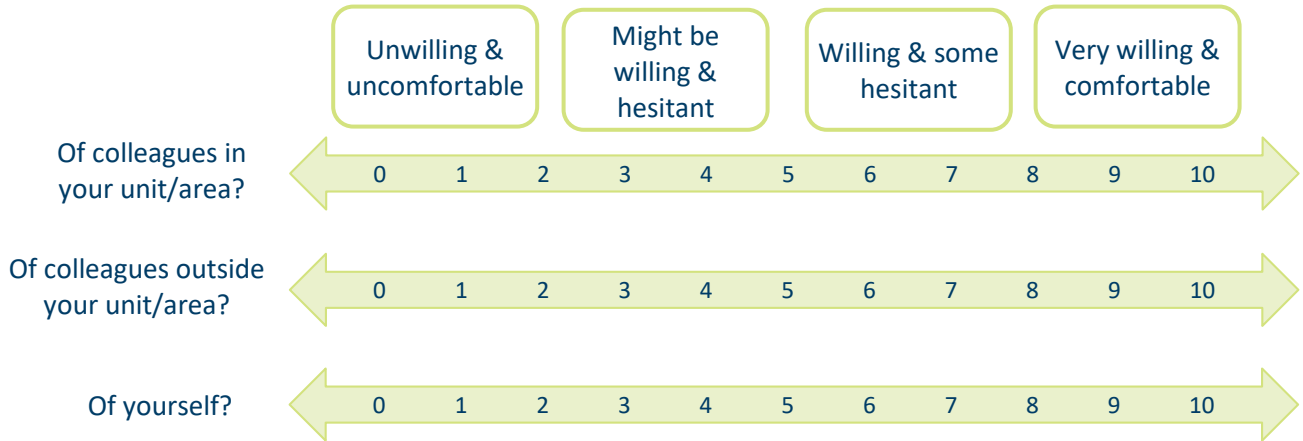 Unwilling &
uncomfortable
Might be
willing &
hesitant
Willing & some
hesitant
Very willing &
comfortable
Of colleagues in
your unit/area?
0 1 2 3 4 5 6 7 8 9 10
Of colleagues outside
your unit/area?
0 1 2 3 4 5 6 7 8 9 10
Of yourself?
0 1 2 3 4 5 6 7 8 9 10